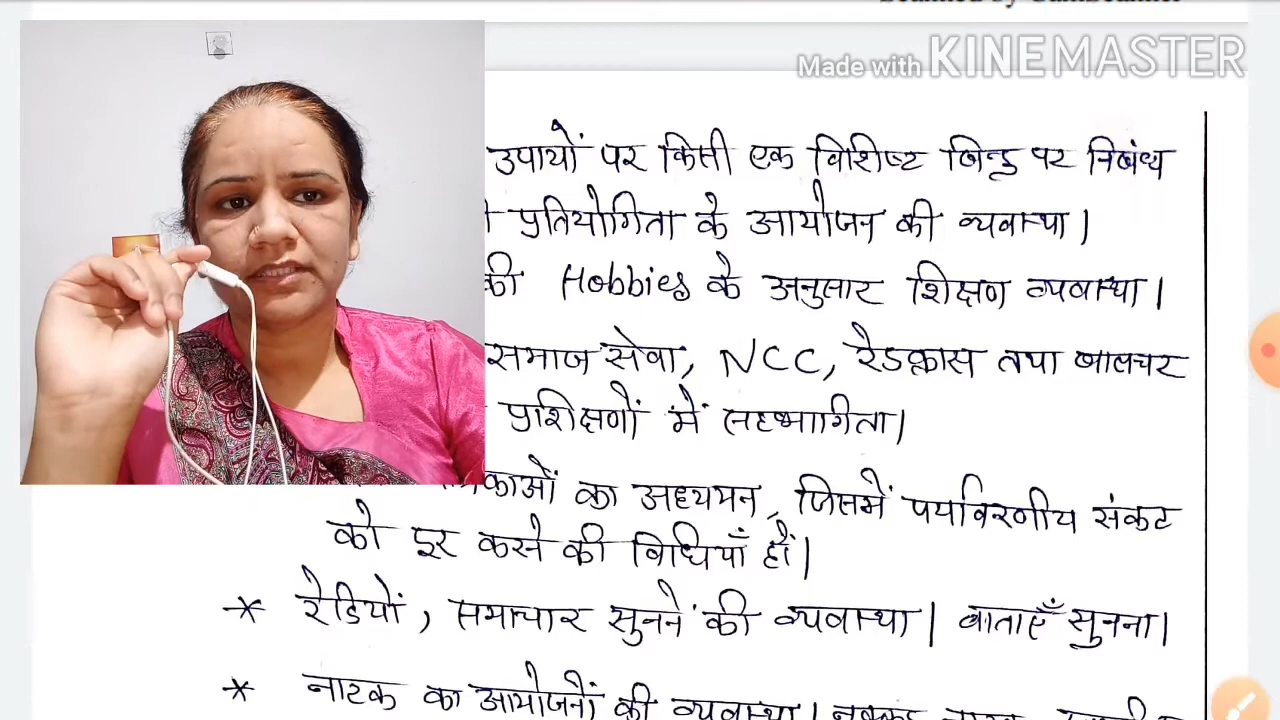 Made with KINEMASTER
उपायों पर किसी एक विशिष्ट बिन्दु पर निबंध
प्रतियोगिता के आयोजन की व्यवस्था।
की Hobbies के अनुसार शिक्षण व्यवस्था।
समाज सेवा, NCC, रेडक्रास तथा बालचर
प्रशिक्षणों में सहभागिता।
का अध्ययन, जिसमें पर्यावरणीय संकट
को दूर करने की विधियाँ हों।
* रेडियों, समाचार सुननें की व्यवस्था। वार्ताएँ सुनना।
* नाटक का आयोजनों की व्यवस्था।